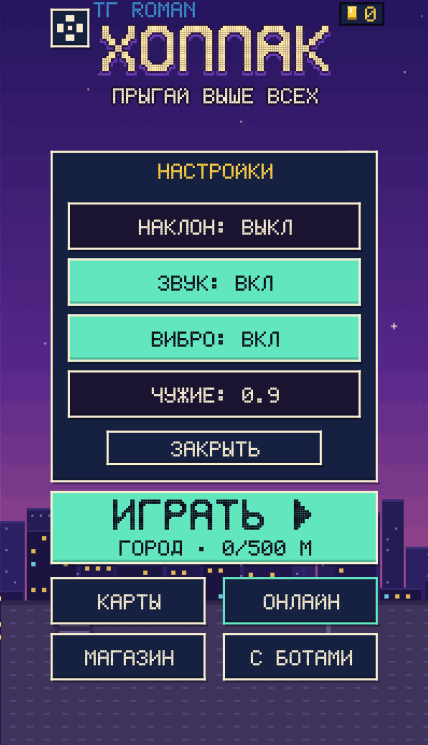 ТГ ROMAN
0
ХОППАК
ПРЫГАЙ ВЫШЕ ВСЕХ
НАСТРОЙКИ
НАКЛОН: ВЫКЛ
ЗВУК: ВКЛ
ВИБРО: ВКЛ
ЧУЖИЕ: 0.9
ЗАКРЫТЬ
ИГРАТЬ
ГОРОД · 0/500 М
КАРТЫ
ОНЛАЙН
МАГАЗИН
С БОТАМИ